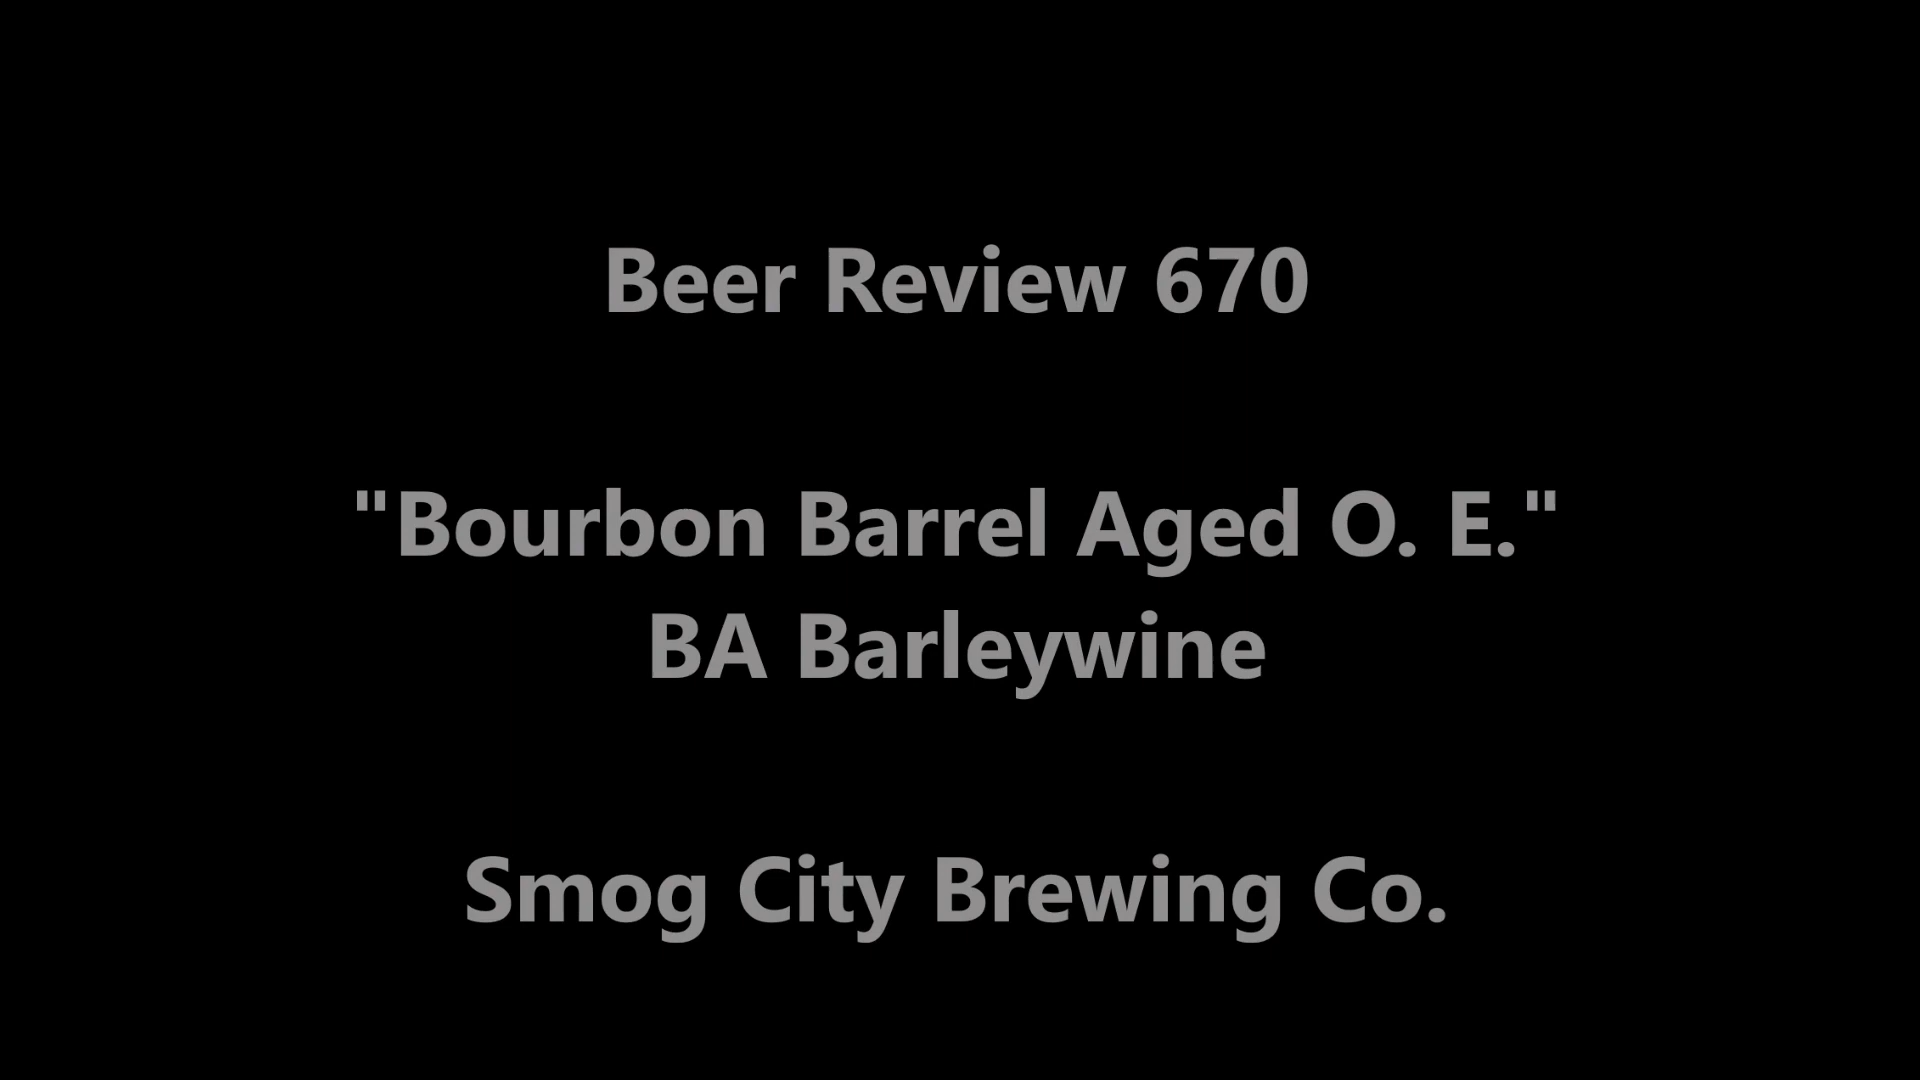 Beer Review 670
"Bourbon Barrel Aged O. E."
BA Barleywine
Smog City Brewing Co.